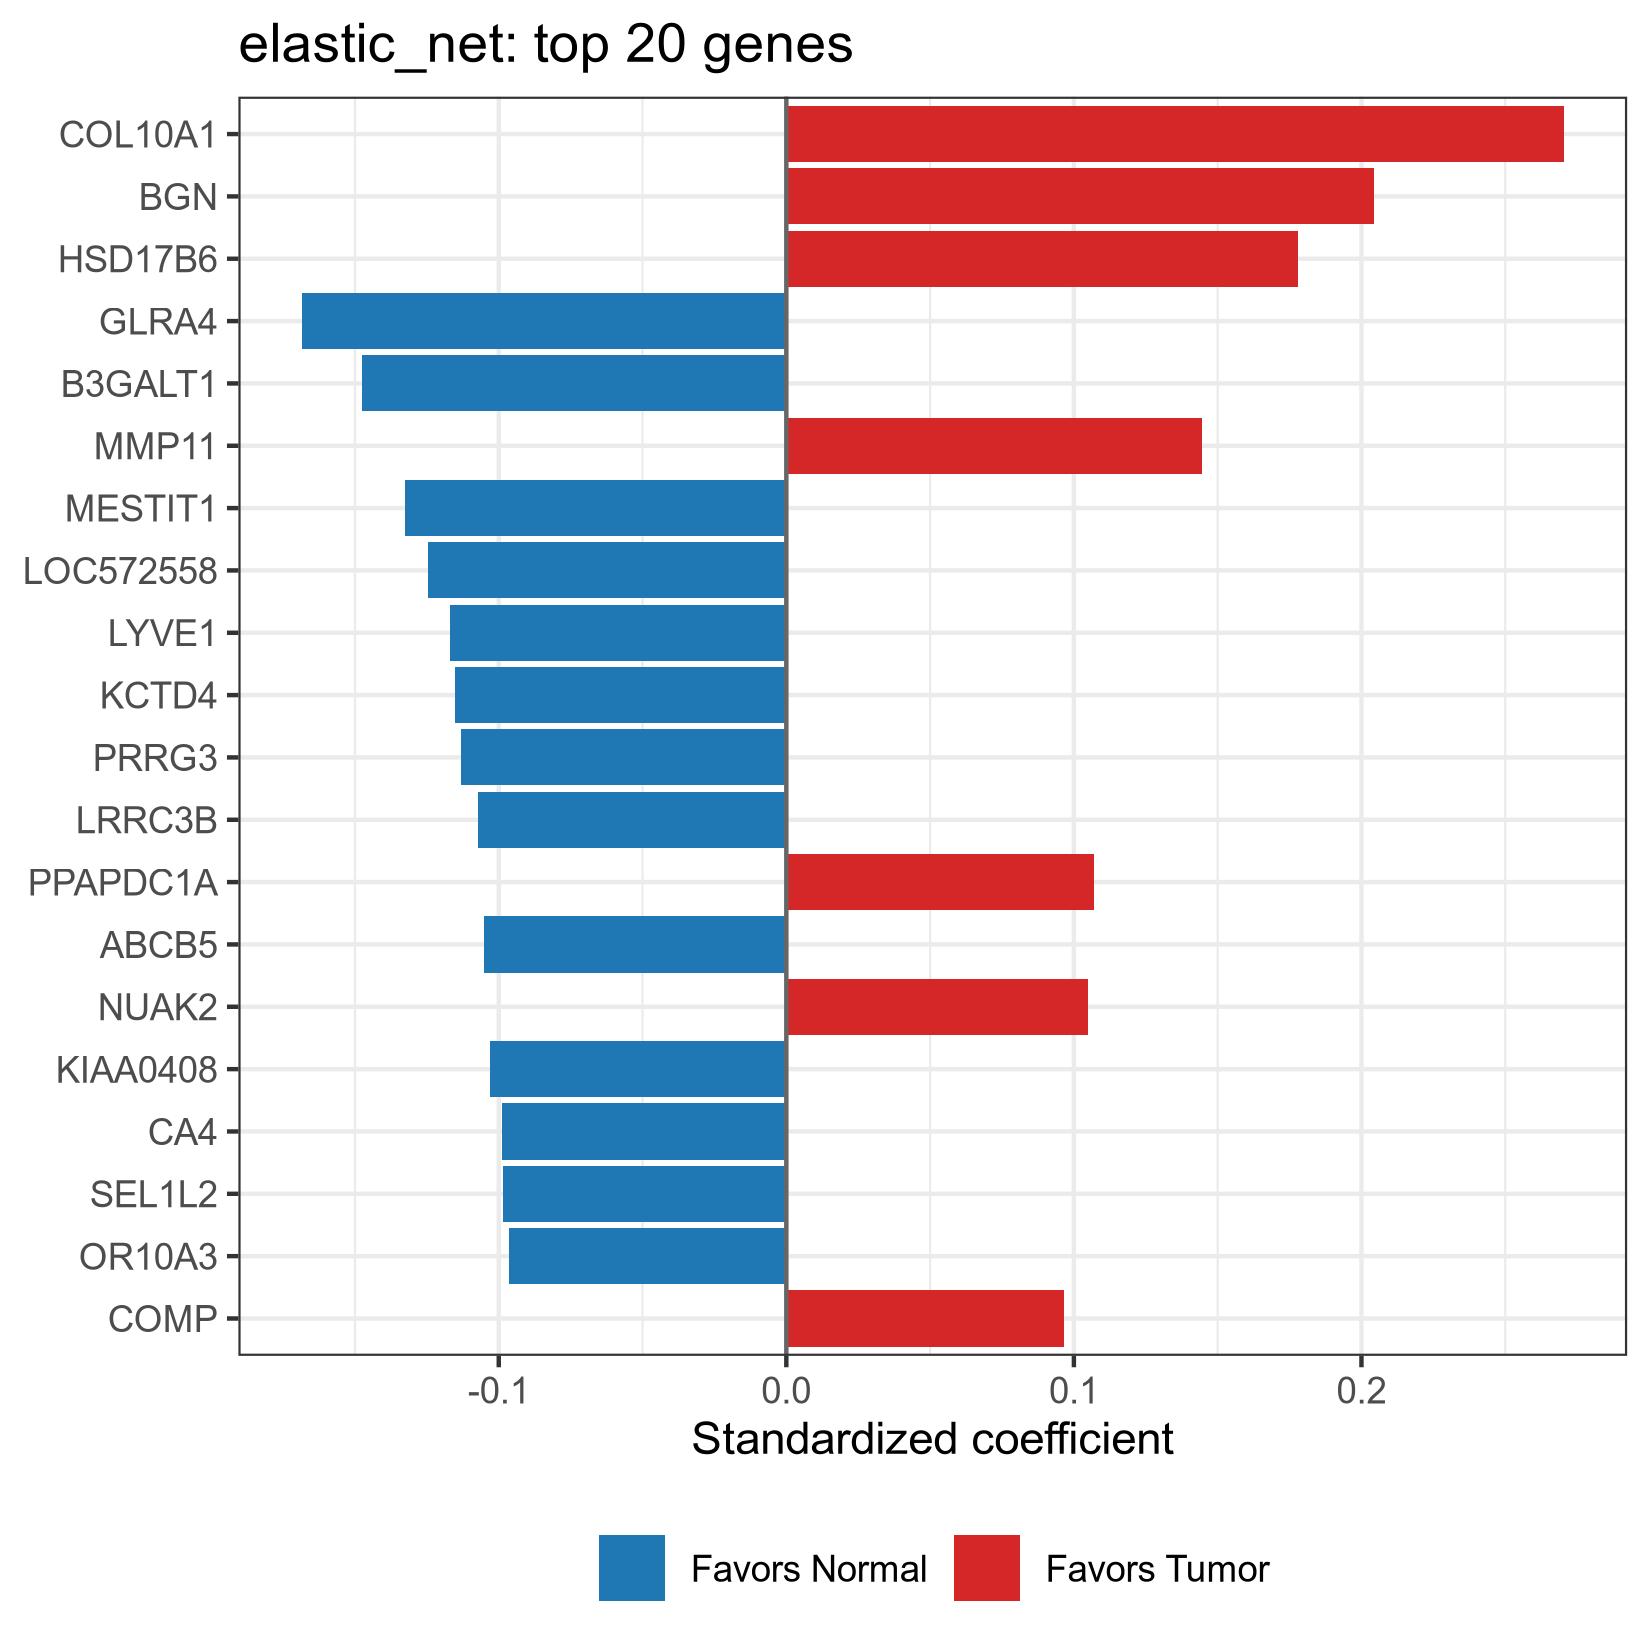 elastic_net: top 20 genes
COL10A1
BGN
HSD17B6
GLRA4
B3GALT1
MMP11
MESTIT1
LOC572558
LYVE1
KCTD4
PRRG3
LRRC3B
PPAPDC1A
ABCB5
NUAK2
KIAA0408
CA4
SEL1L2
OR10A3
COMP
-0.1 0.0 0.1 0.2
Standardized coefficient
Favors Normal Favors Tumor